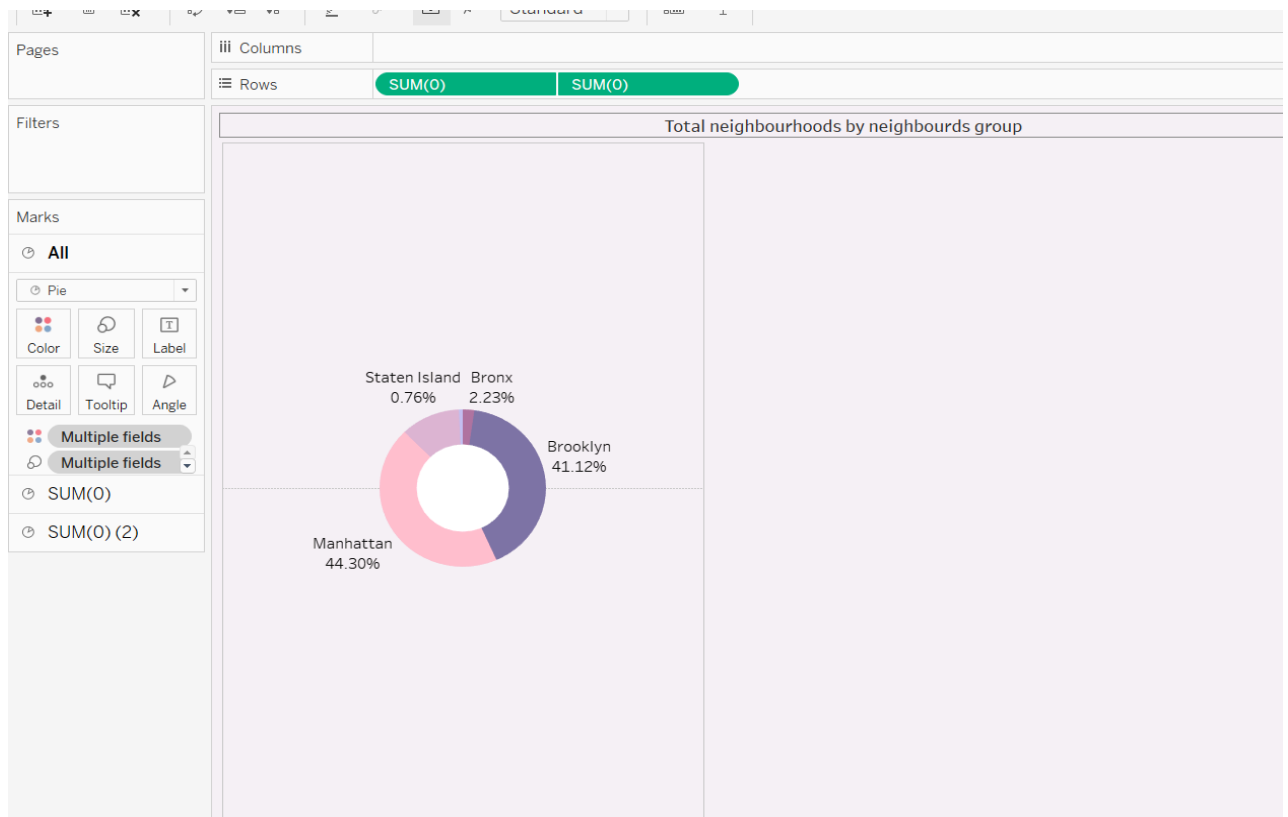 Standard
Pages
Columns
Rows
SUM(0)
SUM(0)
Filters
Total neighbourhoods by neighbourds group
Marks
All
Pie
Color
Size
Label
Detail
Tooltip
Angle
Multiple fields
Multiple fields
SUM(0)
SUM(0) (2)
Staten Island
0.76%
Bronx
2.23%
Brooklyn
41.12%
Manhattan
44.30%